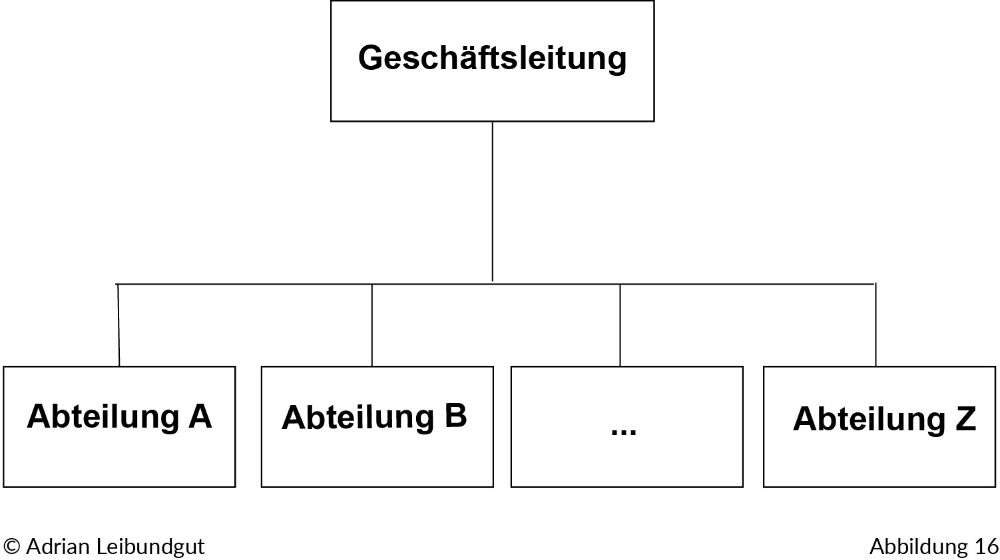 Geschäftsleitung
Abteilung A
Abteilung B
...
Abteilung Z
© Adrian Leibundgut
Abbildung 16